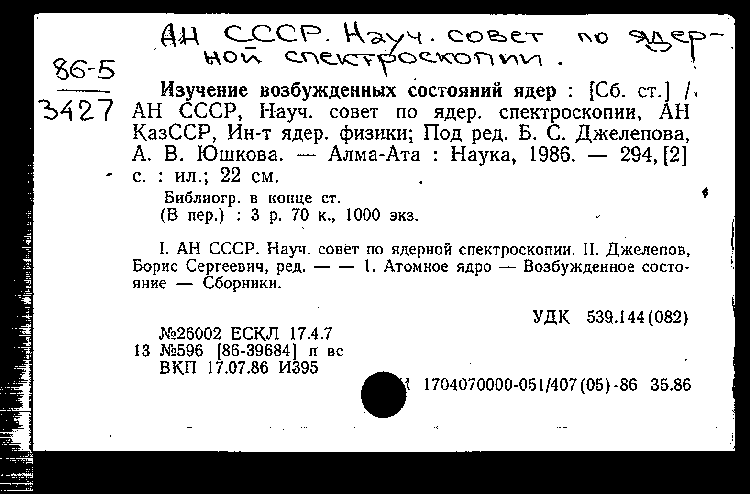 АН СССР. Науч. совет по ядер-
ной спектроскопии.
86-5
3427
Изучение возбужденных состояний ядер : [Сб. ст.] /
АН СССР, Науч. совет по ядер. спектроскопии, АН
КазССР, Ин-т ядер. физики; Под ред. Б. С. Джелепова,
А. В. Юшкова. — Алма-Ата : Наука, 1986. — 294, [2]
с. : ил.; 22 см.
Библиогр. в конце ст.
(В пер.) : 3 р. 70 к., 1000 экз.
I. АН СССР. Науч. совет по ядерной спектроскопии. II. Джелепов,
Борис Сергеевич, ред. — — 1. Атомное ядро — Возбужденное состо-
яние — Сборники.
УДК 539.144(082)
№26002 ЕСКЛ 17.4.7
13 №596 [86-39684] п вс
ВКП 17.07.86 И395
1704070000-051/407(05)-86 35.86